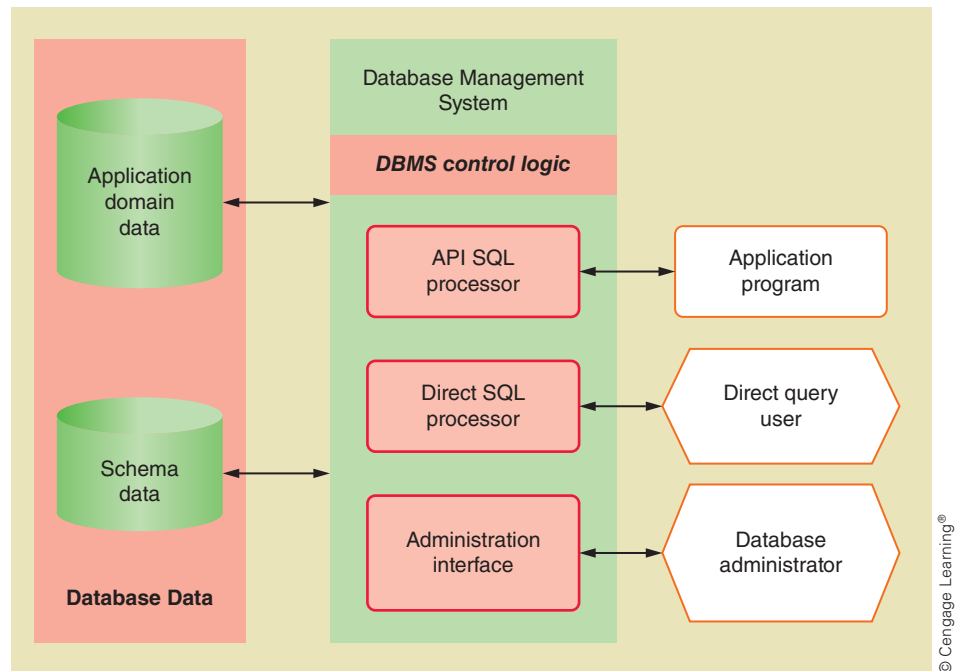 Database Management
System
DBMS control logic
Application
domain
data
API SQL
processor
Application
program
Direct SQL
processor
Direct query
user
Schema
data
Administration
interface
Database
administrator
Database Data
© Cengage Learning®